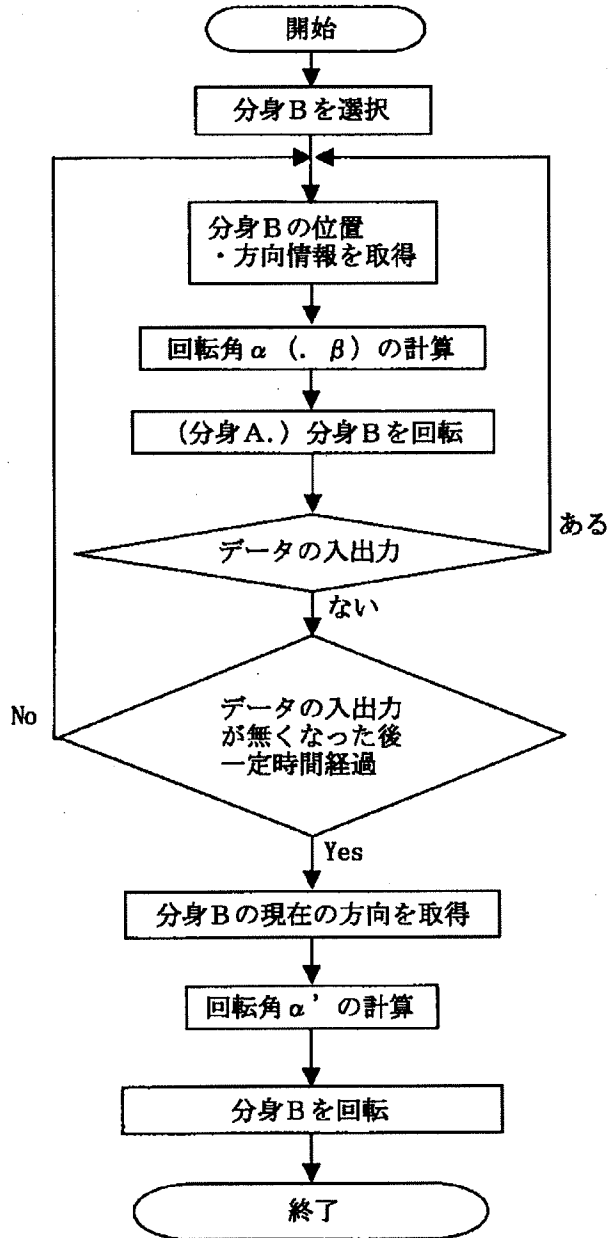 開始
分身Bを選択
分身Bの位置
・方向情報を取得
回転角α（. β）の計算
（分身A.）分身Bを回転
データの入出力
ある
ない
データの入出力
が無くなった後
一定時間経過
No
Yes
分身Bの現在の方向を取得
回転角α’の計算
分身Bを回転
終了